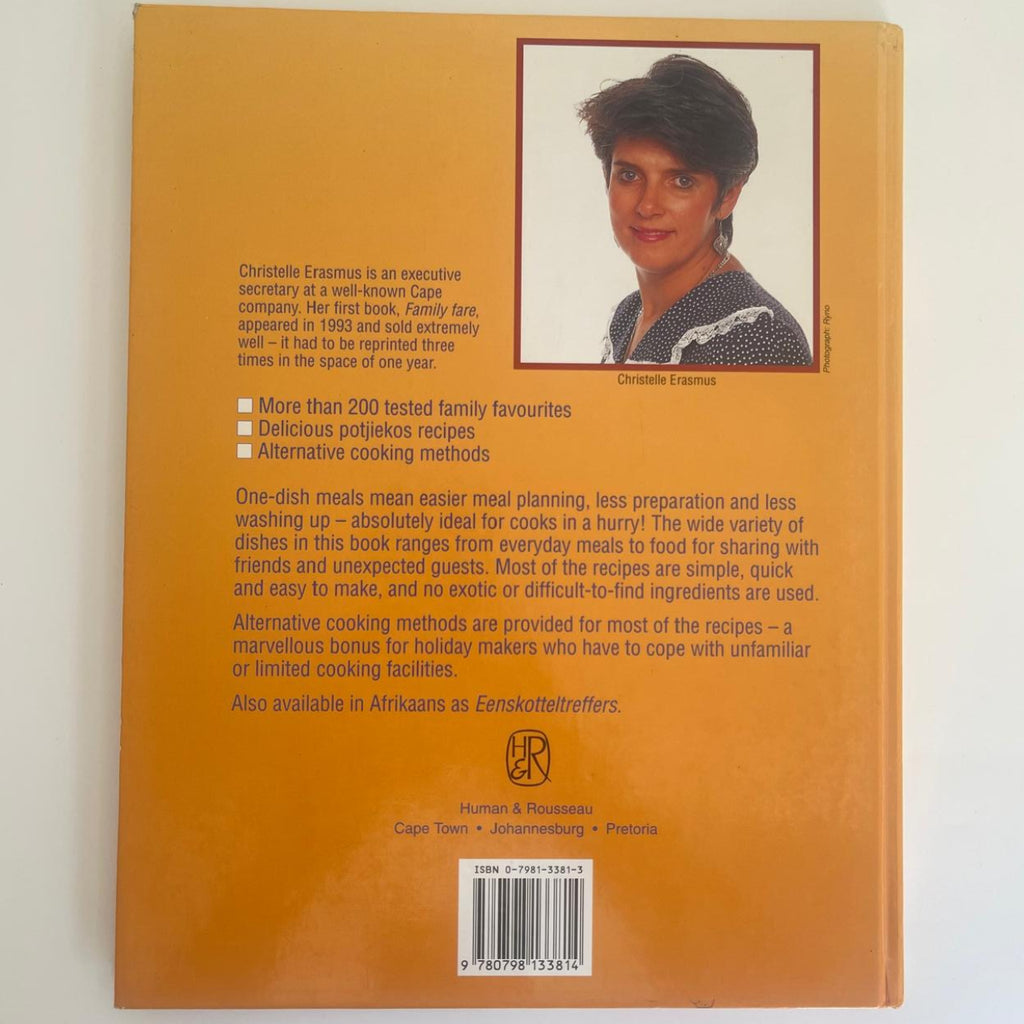 Christelle Erasmus is an executive
secretary at a well-known Cape
company. Her first book, Family fare,
appeared in 1993 and sold extremely
well – it had to be reprinted three
times in the space of one year.
Photograph: Ryno
Christelle Erasmus
More than 200 tested family favourites
Delicious potjiekos recipes
Alternative cooking methods
One-dish meals mean easier meal planning, less preparation and less
washing up – absolutely ideal for cooks in a hurry! The wide variety of
dishes in this book ranges from everyday meals to food for sharing with
friends and unexpected guests. Most of the recipes are simple, quick
and easy to make, and no exotic or difficult-to-find ingredients are used.
Alternative cooking methods are provided for most of the recipes – a
marvellous bonus for holiday makers who have to cope with unfamiliar
or limited cooking facilities.
Also available in Afrikaans as Eenskotteltreffers.
H&R
Human & Rousseau
Cape Town • Johannesburg • Pretoria
ISBN 0-7981-3381-3
9 780798 133814